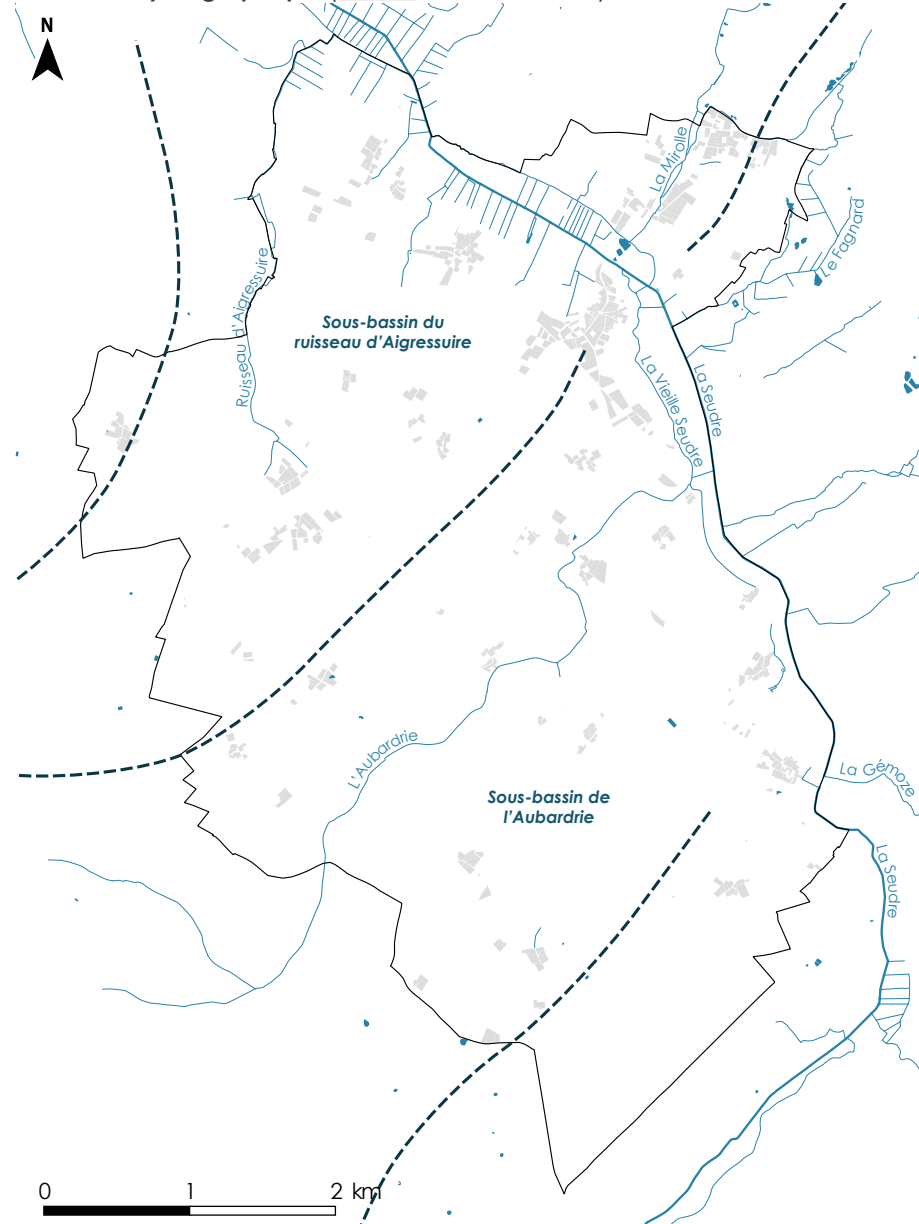 N
La Mirolle
Le Fagnard
Ruisseau d'Aigressuire
Sous-bassin du
ruisseau d'Aigressuire
La Vieille Seudre
La Seudre
L'Aubardrie
La Gémoze
Sous-bassin de
l'Aubardrie
La Seudre
0 1 2 km